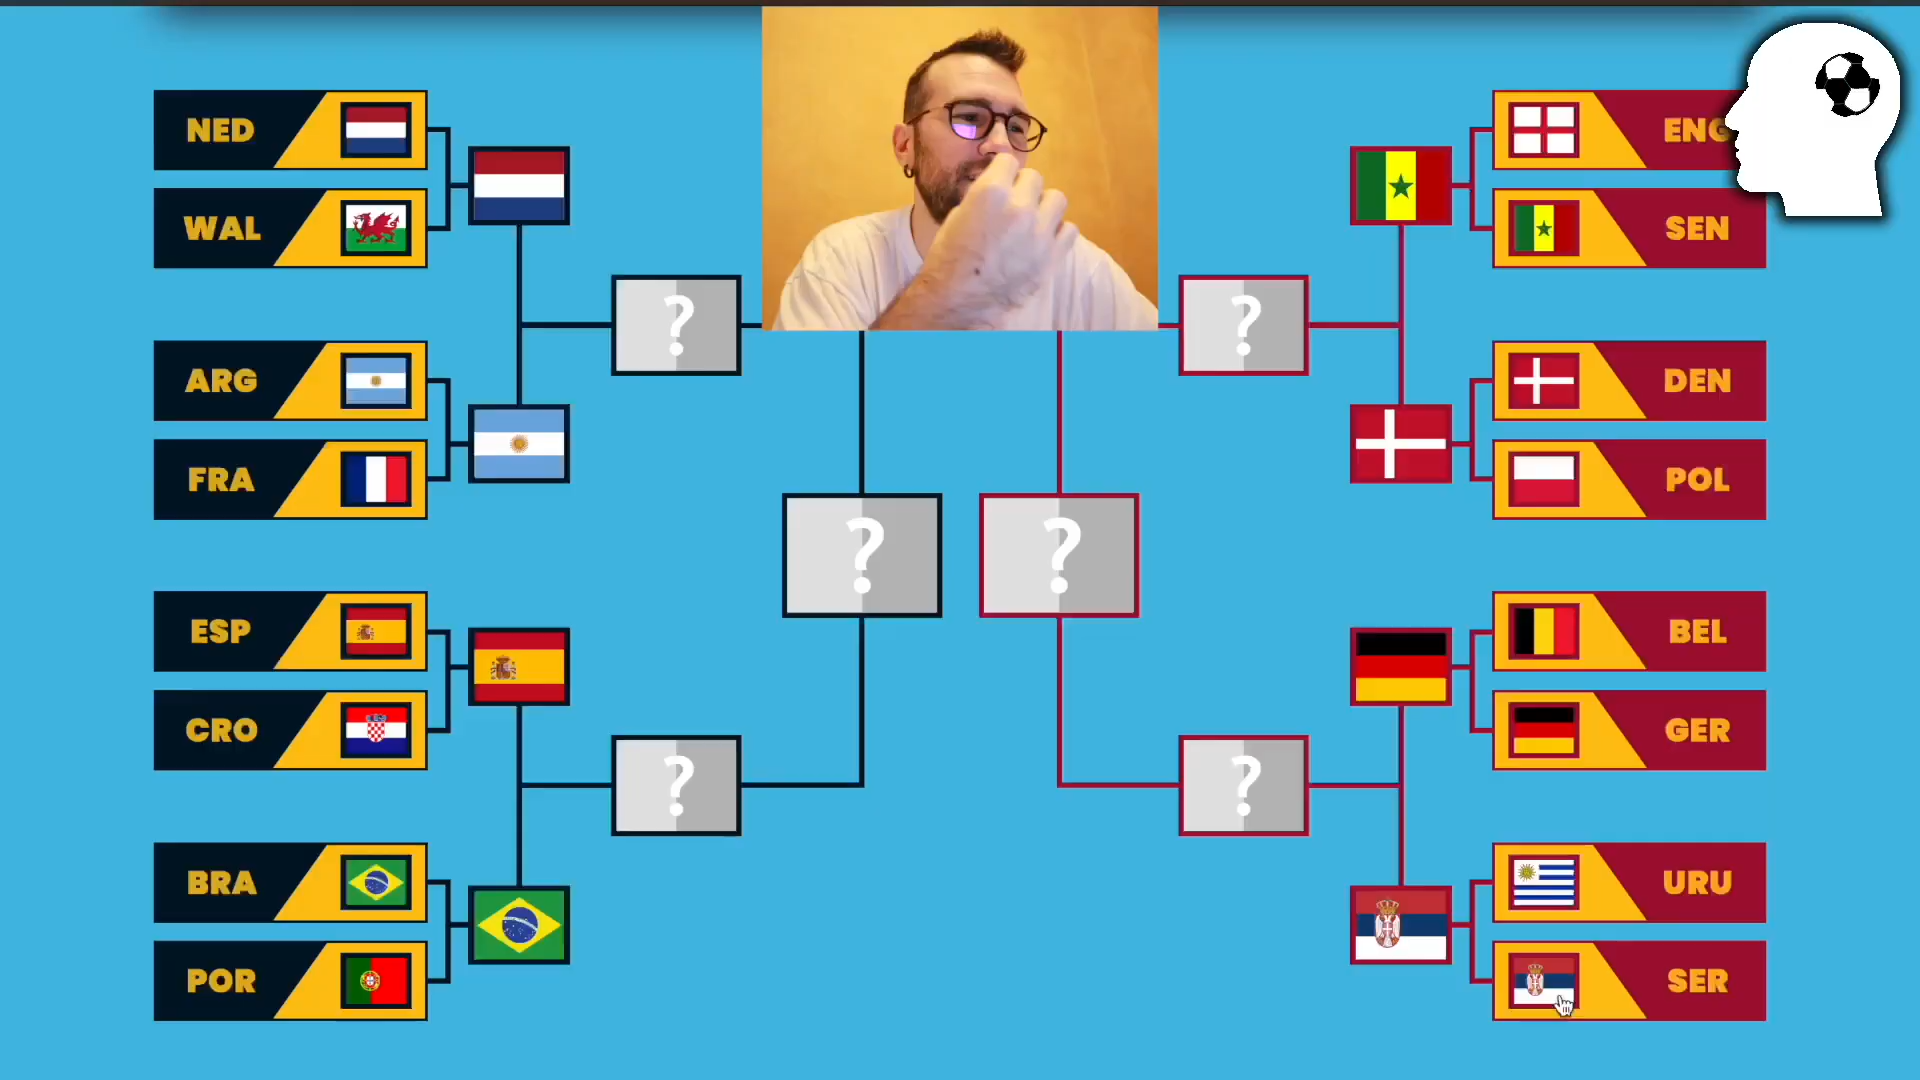 NED
WAL
ARG
FRA
ESP
CRO
BRA
POR
?
?
?
?
?
?
ENG
SEN
DEN
POL
BEL
GER
URU
SER